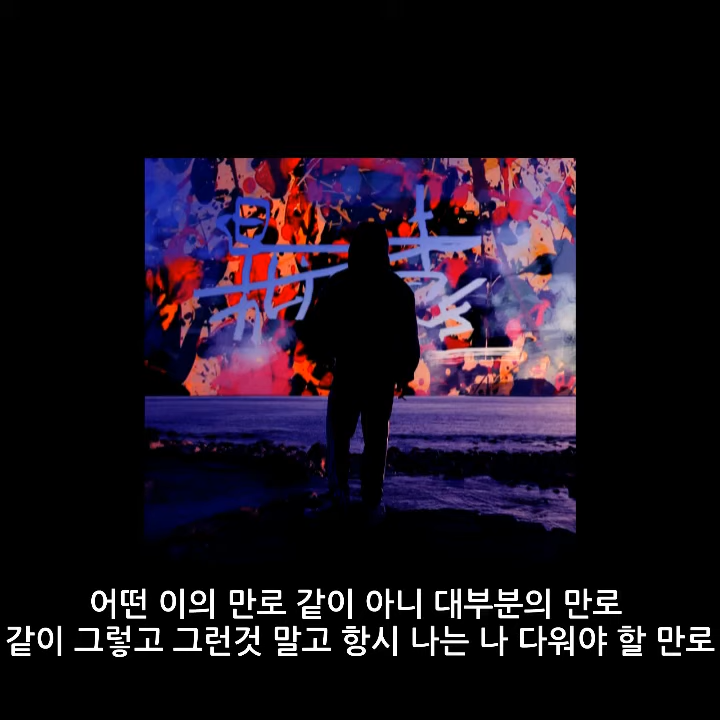 어떤 이의 만로 같이 아니 대부분의 만로
같이 그렇고 그런것 말고 항시 나는 나 다워야 할 만로